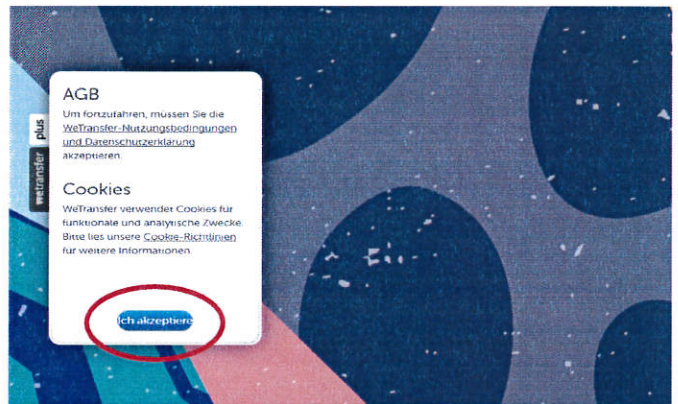 AGB
Um fortzufahren, müssen Sie die
WeTransfer-Nutzungsbedingungen
und Datenschutzerklärung
akzeptieren.
Cookies
WeTransfer verwendet Cookies für
funktionale und analytische Zwecke.
Bitte lies unsere Cookie-Richtlinien
für weitere Informationen.
Ich akzeptiere
wetransfer plus